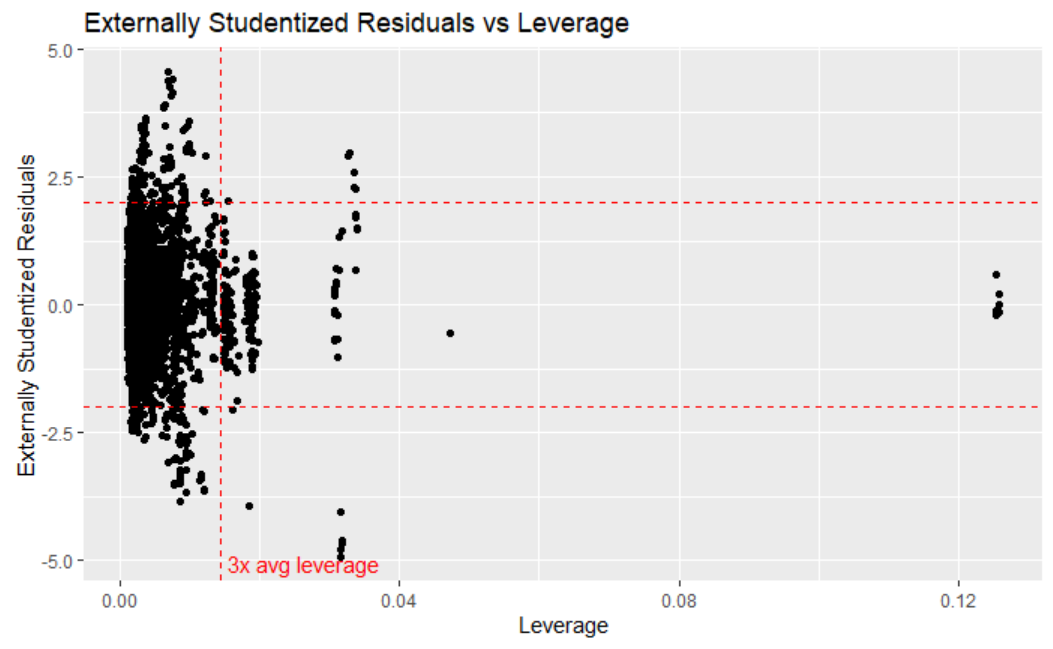 Externally Studentized Residuals vs Leverage
Externally Studentized Residuals
5.0
2.5
0.0
-2.5
-5.0
3x avg leverage
0.00
0.04
0.08
0.12
Leverage